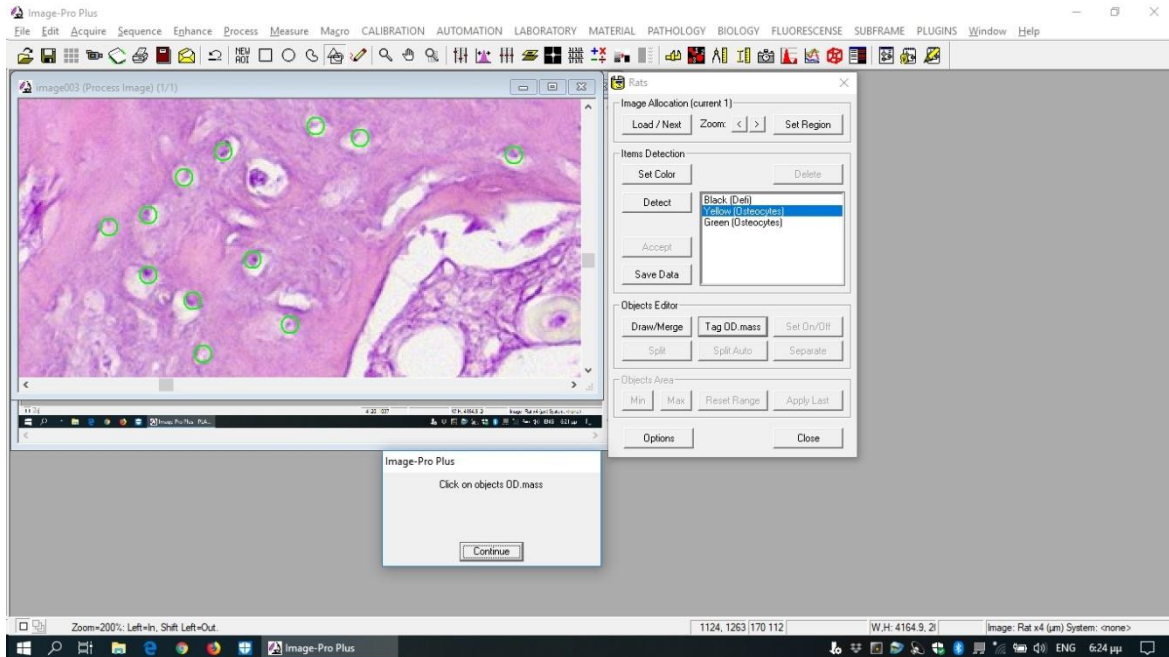 Image-Pro Plus
File Edit Acquire Sequence Enhance Process Measure Macro CALIBRATION AUTOMATION LABORATORY MATERIAL PATHOLOGY BIOLOGY FLUORESCENSE SUBFRAME PLUGINS Window Help
NEW AOI
image003 (Process Image) (1/1)
Rats
Image Allocation (current 1)
Load / Next Zoom: < > Set Region
Items Detection
Set Color Delete
Detect
Black (Defi)
Yellow (Osteocytes)
Green (Osteocytes)
Accept
Save Data
Objects Editor
Draw/Merge Tag OD.mass Set On/Off
Split Split Auto Separate
Objects Area
Min Max Reset Range Apply Last
Options Close
Image-Pro Plus
Click on objects OD.mass
Continue
Zoom=200%: Left=In, Shift Left=Out. 1124, 1263 170 112 W,H: 4164.9, 2 Image: Rat x4 (µm) System: <none>
Image-Pro Plus ENG 6:24 μμ